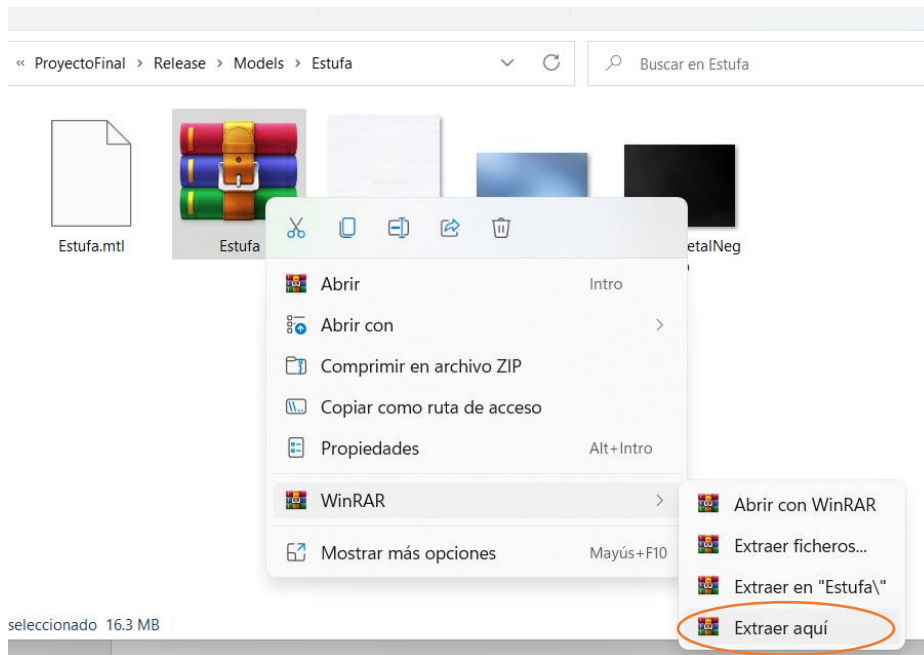 « ProyectoFinal > Release > Models > Estufa
Buscar en Estufa
Estufa.mtl
Estufa
etalNeg
Abrir Intro
Abrir con
Comprimir en archivo ZIP
Copiar como ruta de acceso
Propiedades Alt+Intro
WinRAR
Mostrar más opciones Mayús+F10
Abrir con WinRAR
Extraer ficheros...
Extraer en "Estufa\"
Extraer aquí
seleccionado 16.3 MB